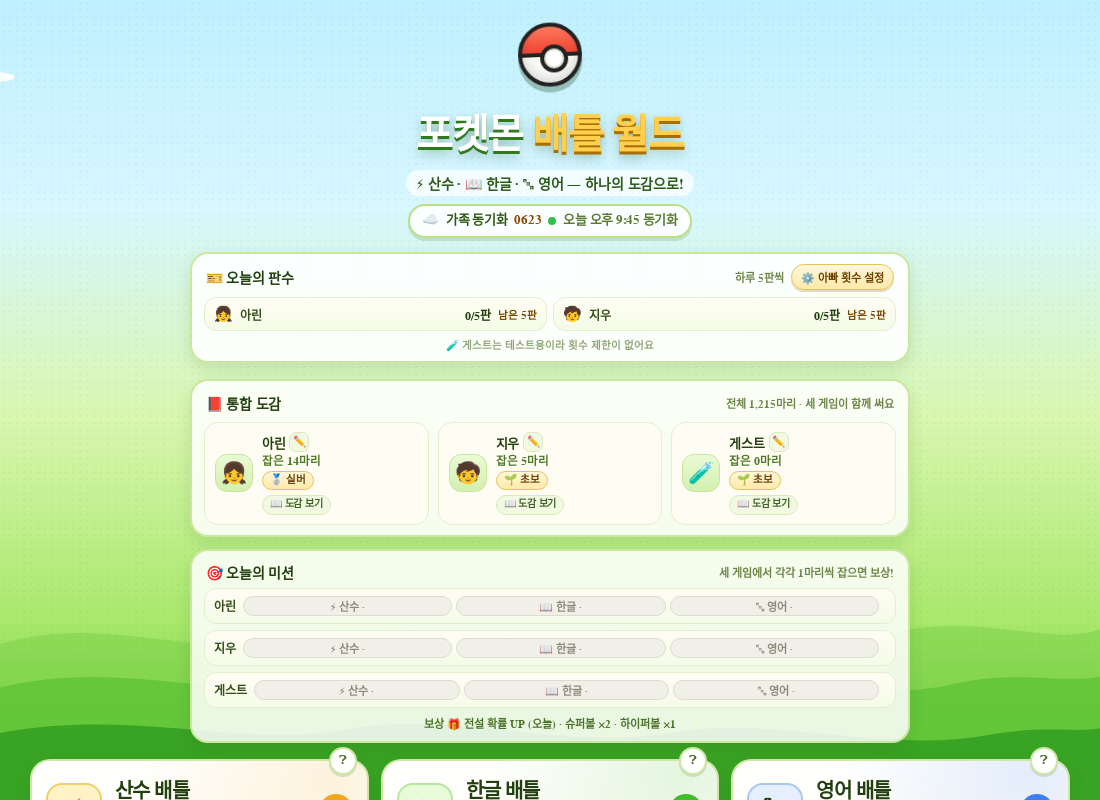 포켓몬 배틀 월드
⚡ 산수 · 📖 한글 · 🔤 영어 — 하나의 도감으로!
☁️ 가족 동기화 0623 오늘 오후 9:45 동기화
🎫 오늘의 판수 하루 5판씩 ⚙️ 아빠 횟수 설정
아린 0/5판 남은 5판 지우 0/5판 남은 5판
🧪 게스트는 테스트용이라 횟수 제한이 없어요
📕 통합 도감 전체 1,215마리 · 세 게임이 함께 써요
아린 ✏️
잡은 14마리
🥈 실버
📖 도감 보기
지우 ✏️
잡은 5마리
🌱 초보
📖 도감 보기
게스트 ✏️
잡은 0마리
🌱 초보
📖 도감 보기
🎯 오늘의 미션 세 게임에서 각각 1마리씩 잡으면 보상!
아린 ⚡ 산수 · 📖 한글 · 🔤 영어 ·
지우 ⚡ 산수 · 📖 한글 · 🔤 영어 ·
게스트 ⚡ 산수 · 📖 한글 · 🔤 영어 ·
보상 🎁 전설 확률 UP (오늘) · 슈퍼볼 ×2 · 하이퍼볼 ×1
? ? ?
산수 배틀 한글 배틀 영어 배틀